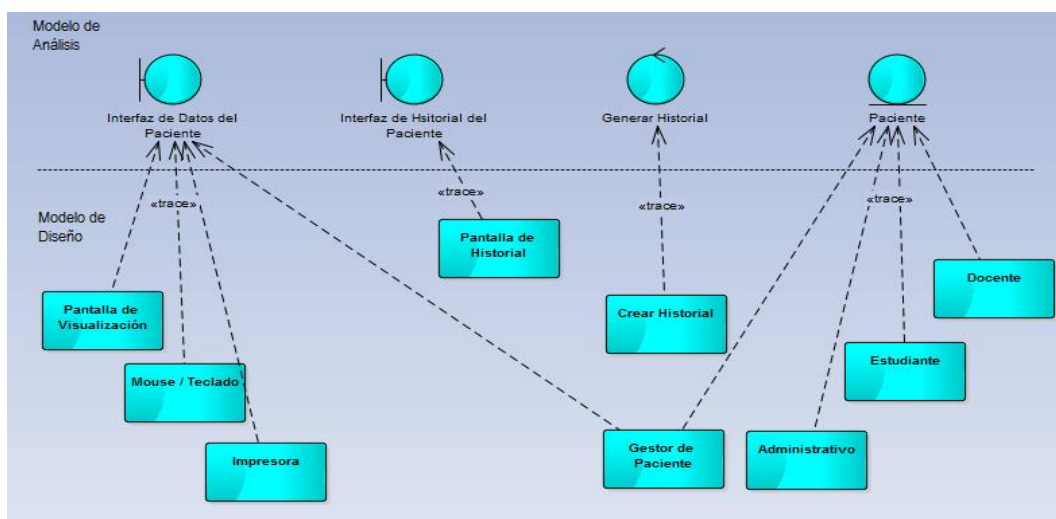 Modelo de
Análisis
Interfaz de Datos del
Paciente
Interfaz de Hsitorial del
Paciente
Generar Historial
Paciente
«trace»
«trace»
«trace»
«trace»
Modelo de
Diseño
Pantalla de
Historial
Docente
Pantalla de
Visualización
Crear Historial
Estudiante
Mouse / Teclado
Impresora
Gestor de
Paciente
Administrativo